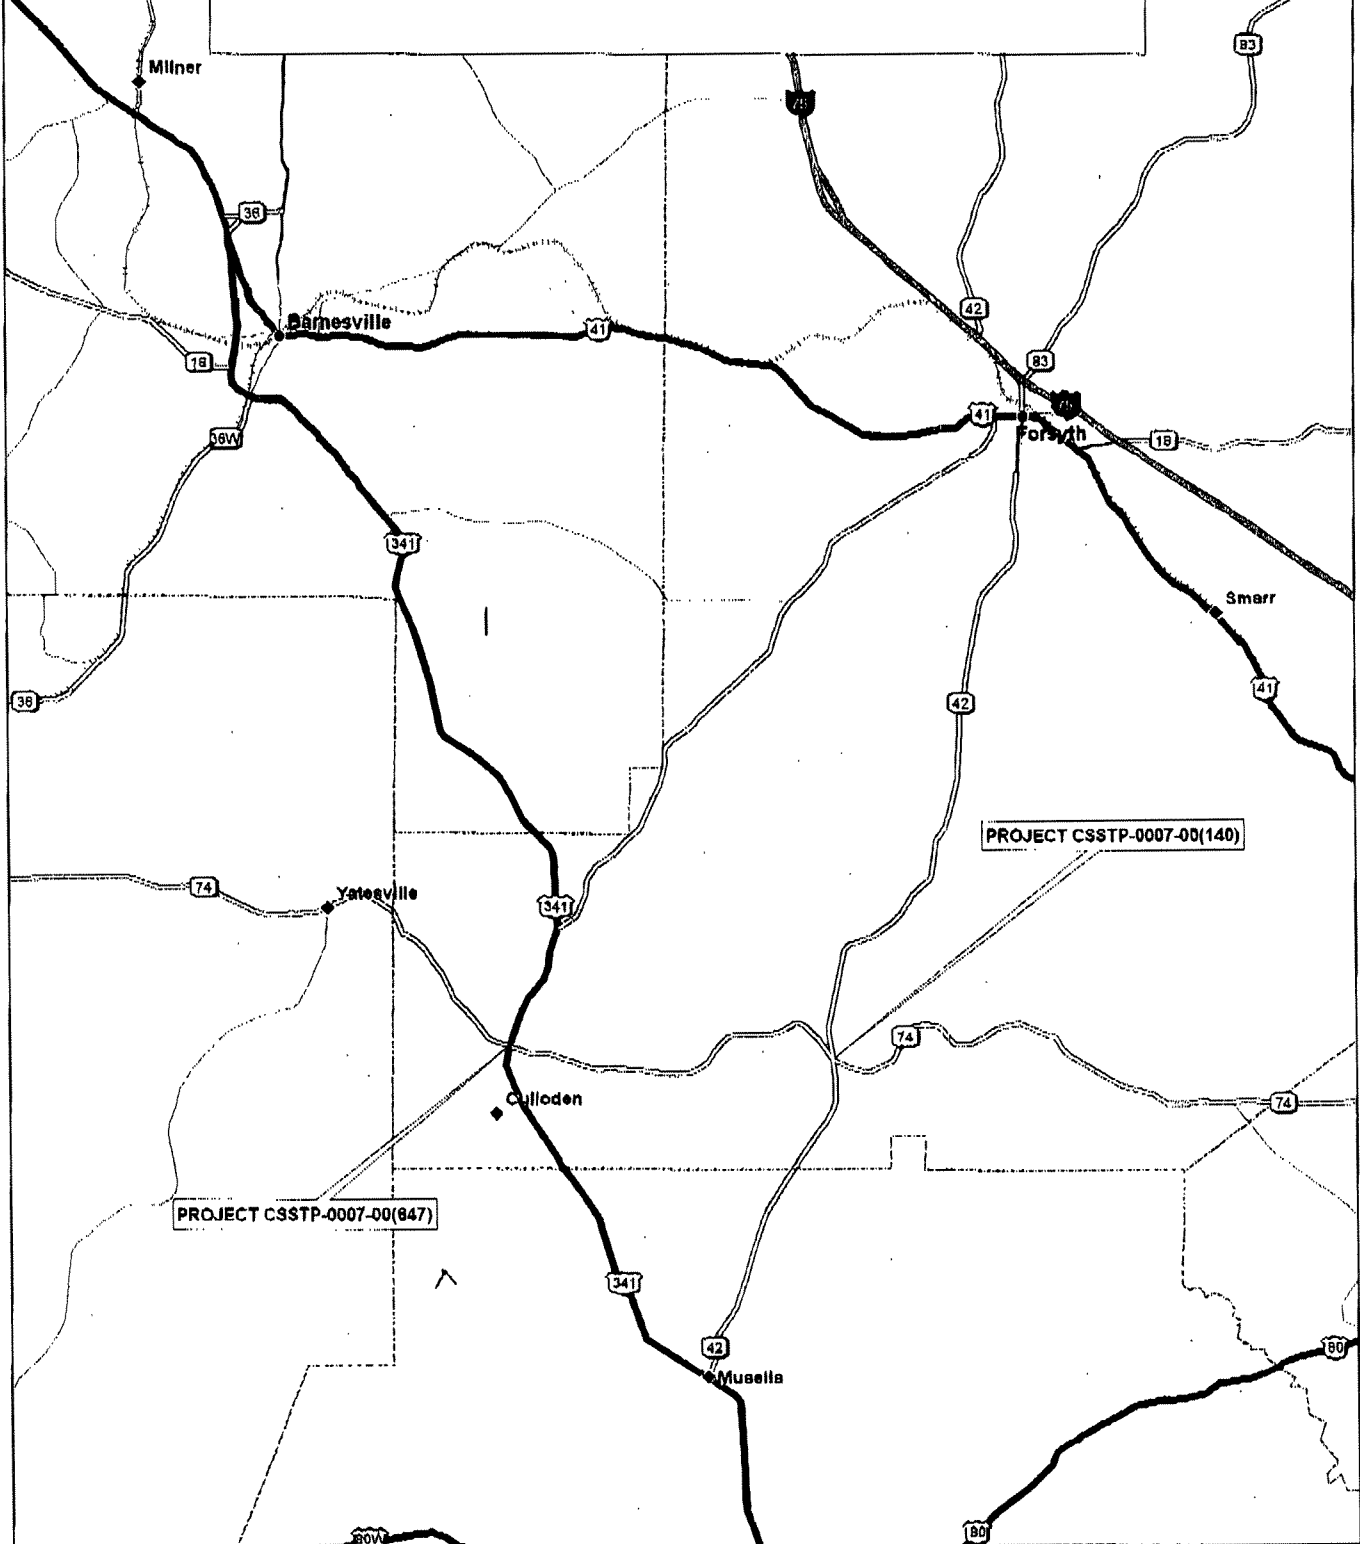 83
Milner
75
36
42
Barnesville
41
83
18
75
41
Forsyth
18
36W
341
Smarr
36
41
42
PROJECT CSSTP-0007-00(140)
74
Yatesville
341
74
Culloden
74
PROJECT CSSTP-0007-00(647)
341
42
80
Musella
80W
80